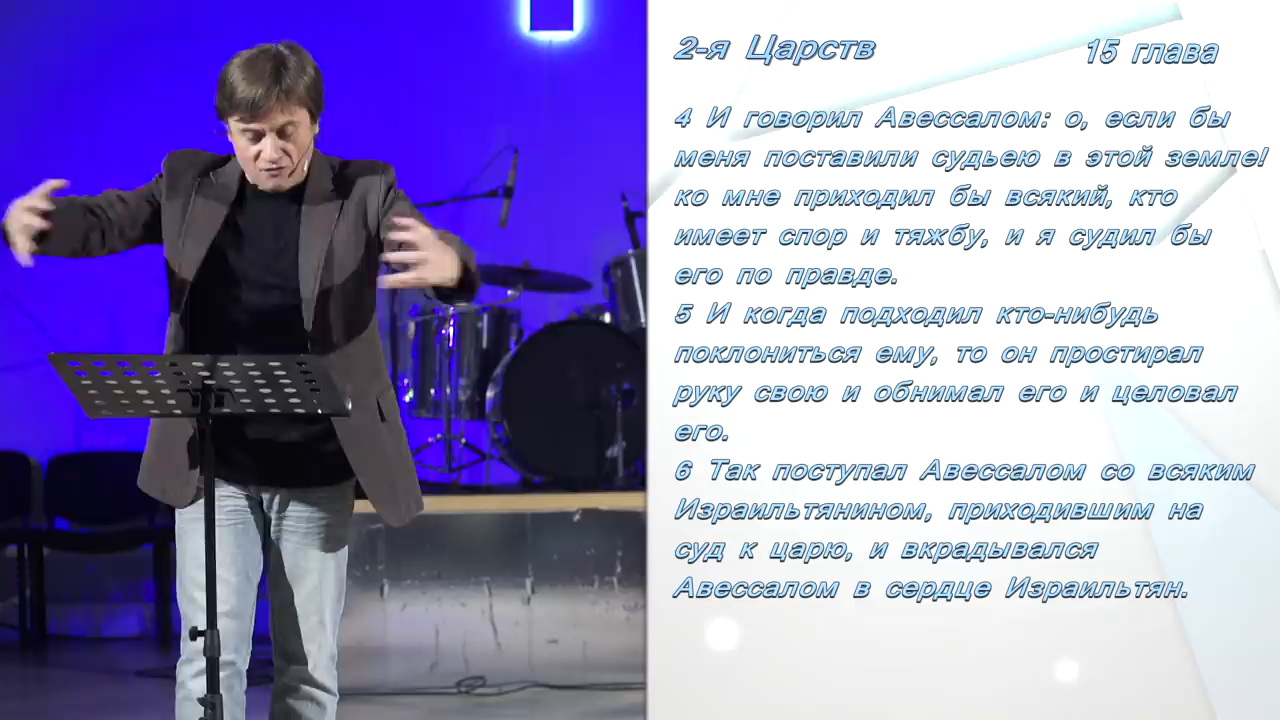 2-я Царств 15 глава
4 И говорил Авессалом: о, если бы
меня поставили судьею в этой земле!
ко мне приходил бы всякий, кто
имеет спор и тяжбу, и я судил бы
его по правде.
5 И когда подходил кто-нибудь
поклониться ему, то он простирал
руку свою и обнимал его и целовал
его.
6 Так поступал Авессалом со всяким
Израильтянином, приходившим на
суд к царю, и вкрадывался
Авессалом в сердце Израильтян.